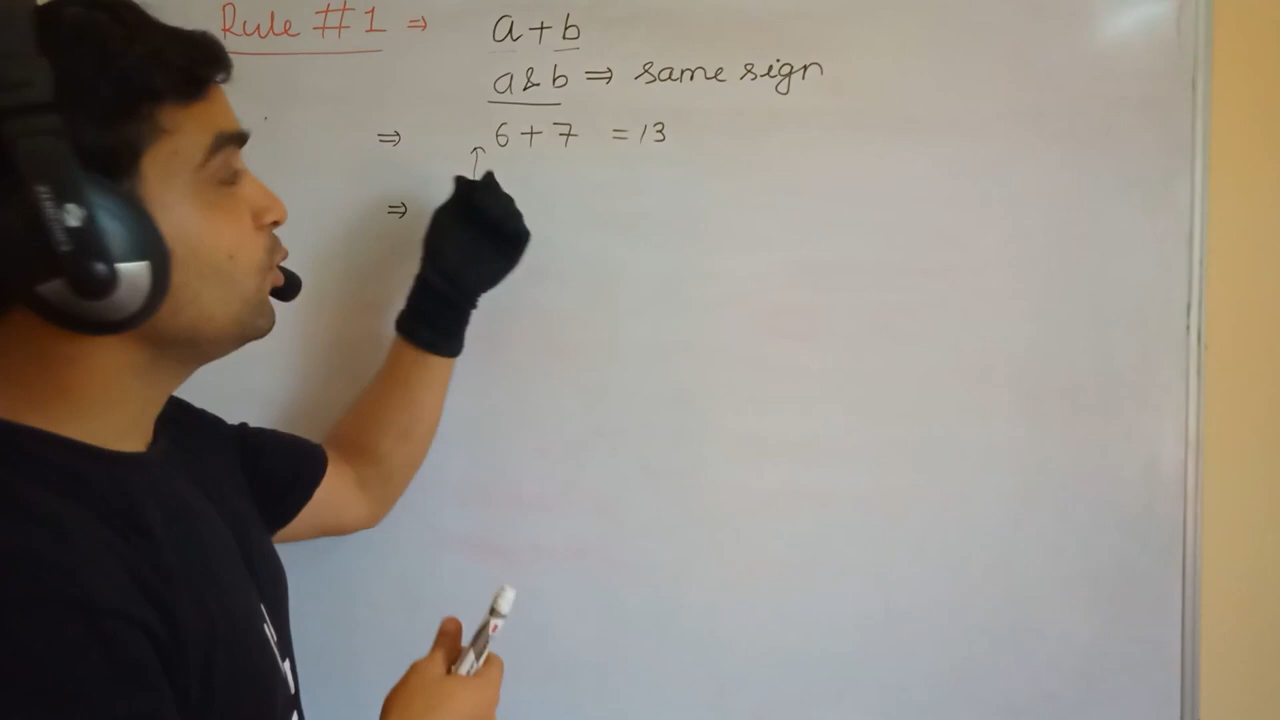 Rule #1 ⇒ a+b
a & b ⇒ same sign
⇒ 6+7 =13
⇒